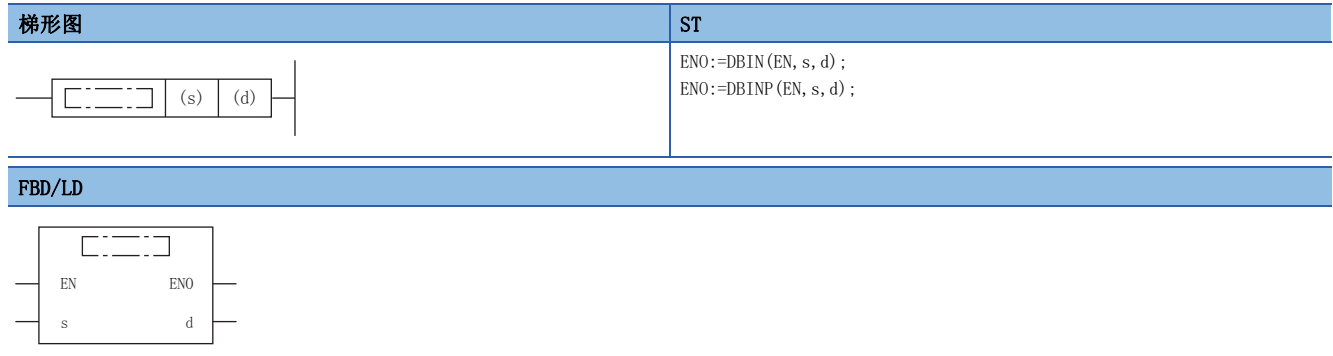 梯形图
ST
(s) (d)
ENO:=DBIN(EN,s,d);
ENO:=DBINP(EN,s,d);
FBD/LD
EN ENO
s d